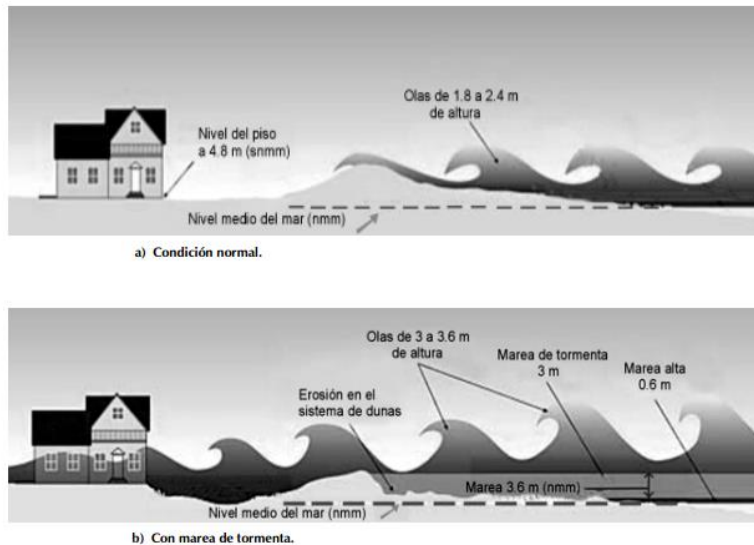 Olas de 1.8 a 2.4 m
de altura
Nivel del piso
a 4.8 m (snmm)
Nivel medio del mar (nmm)
a) Condición normal.
Olas de 3 a 3.6 m
de altura
Marea de tormenta
3 m
Marea alta
0.6 m
Erosión en el
sistema de dunas
Marea 3.6 m (nmm)
Nivel medio del mar (nmm)
b) Con marea de tormenta.